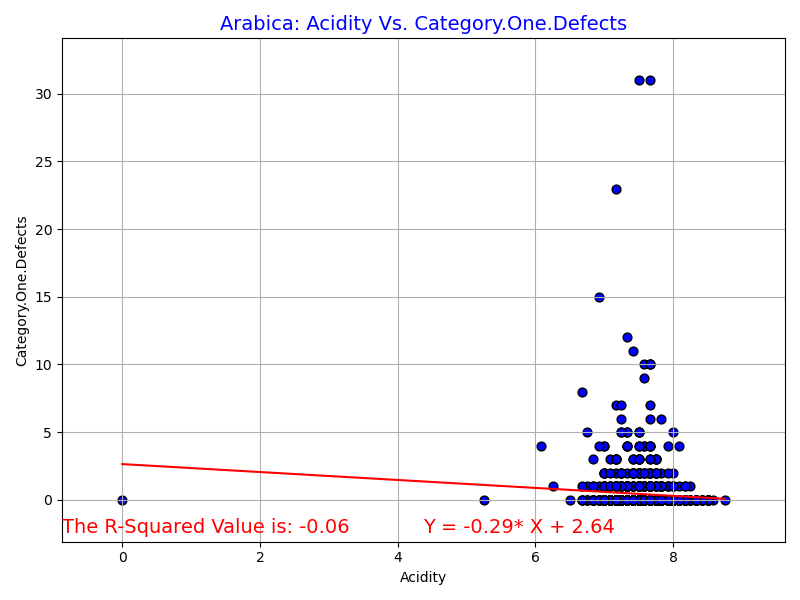 Arabica: Acidity Vs. Category.One.Defects
Category.One.Defects
30
25
20
15
10
5
0
The R-Squared Value is: -0.06
Y = -0.29* X + 2.64
0 2 4 6 8
Acidity